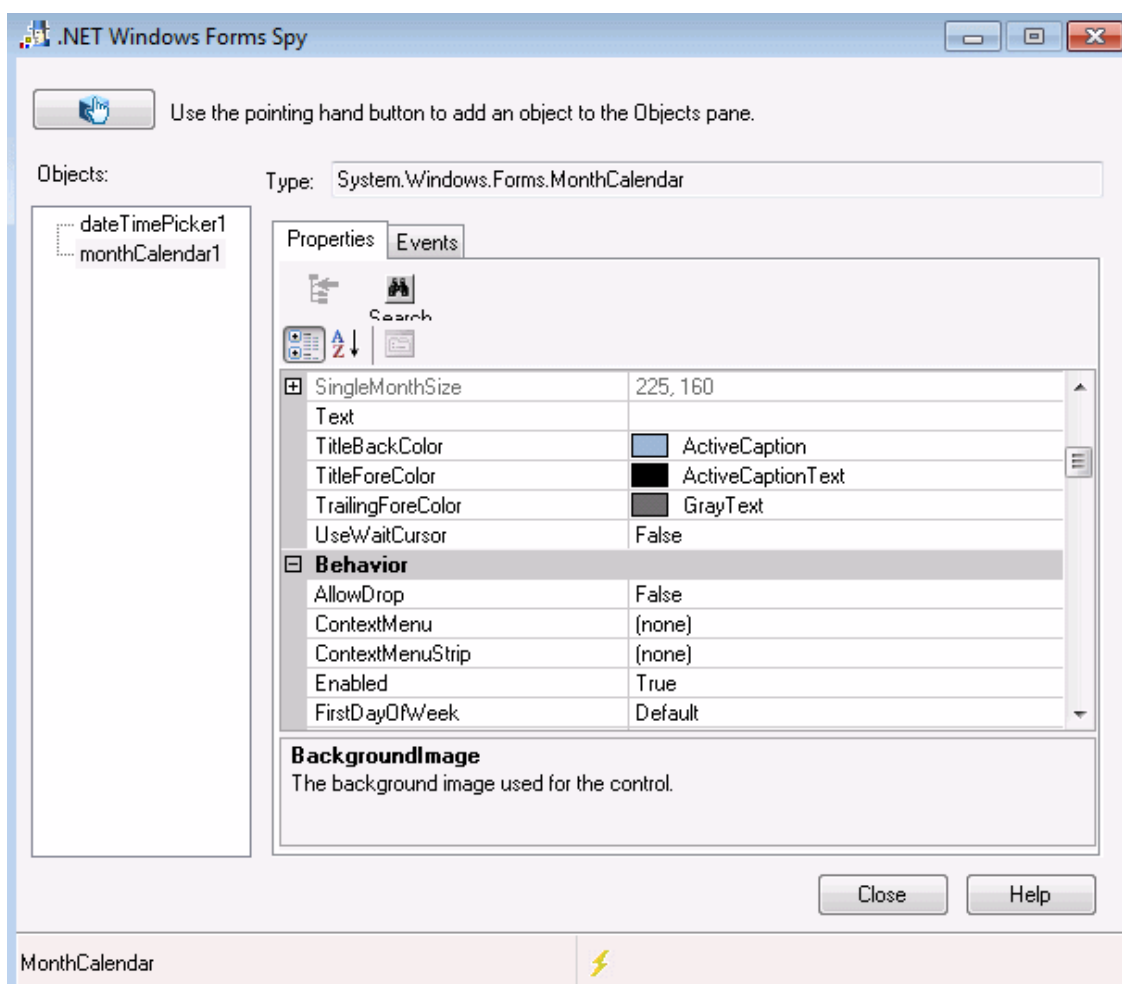 .NET Windows Forms Spy
Use the pointing hand button to add an object to the Objects pane.
Objects:
Type: System.Windows.Forms.MonthCalendar
dateTimePicker1
monthCalendar1
Properties Events
Search
SingleMonthSize 225, 160
Text
TitleBackColor ActiveCaption
TitleForeColor ActiveCaptionText
TrailingForeColor GrayText
UseWaitCursor False
Behavior
AllowDrop False
ContextMenu (none)
ContextMenuStrip (none)
Enabled True
FirstDayOfWeek Default
BackgroundImage
The background image used for the control.
Close Help
MonthCalendar